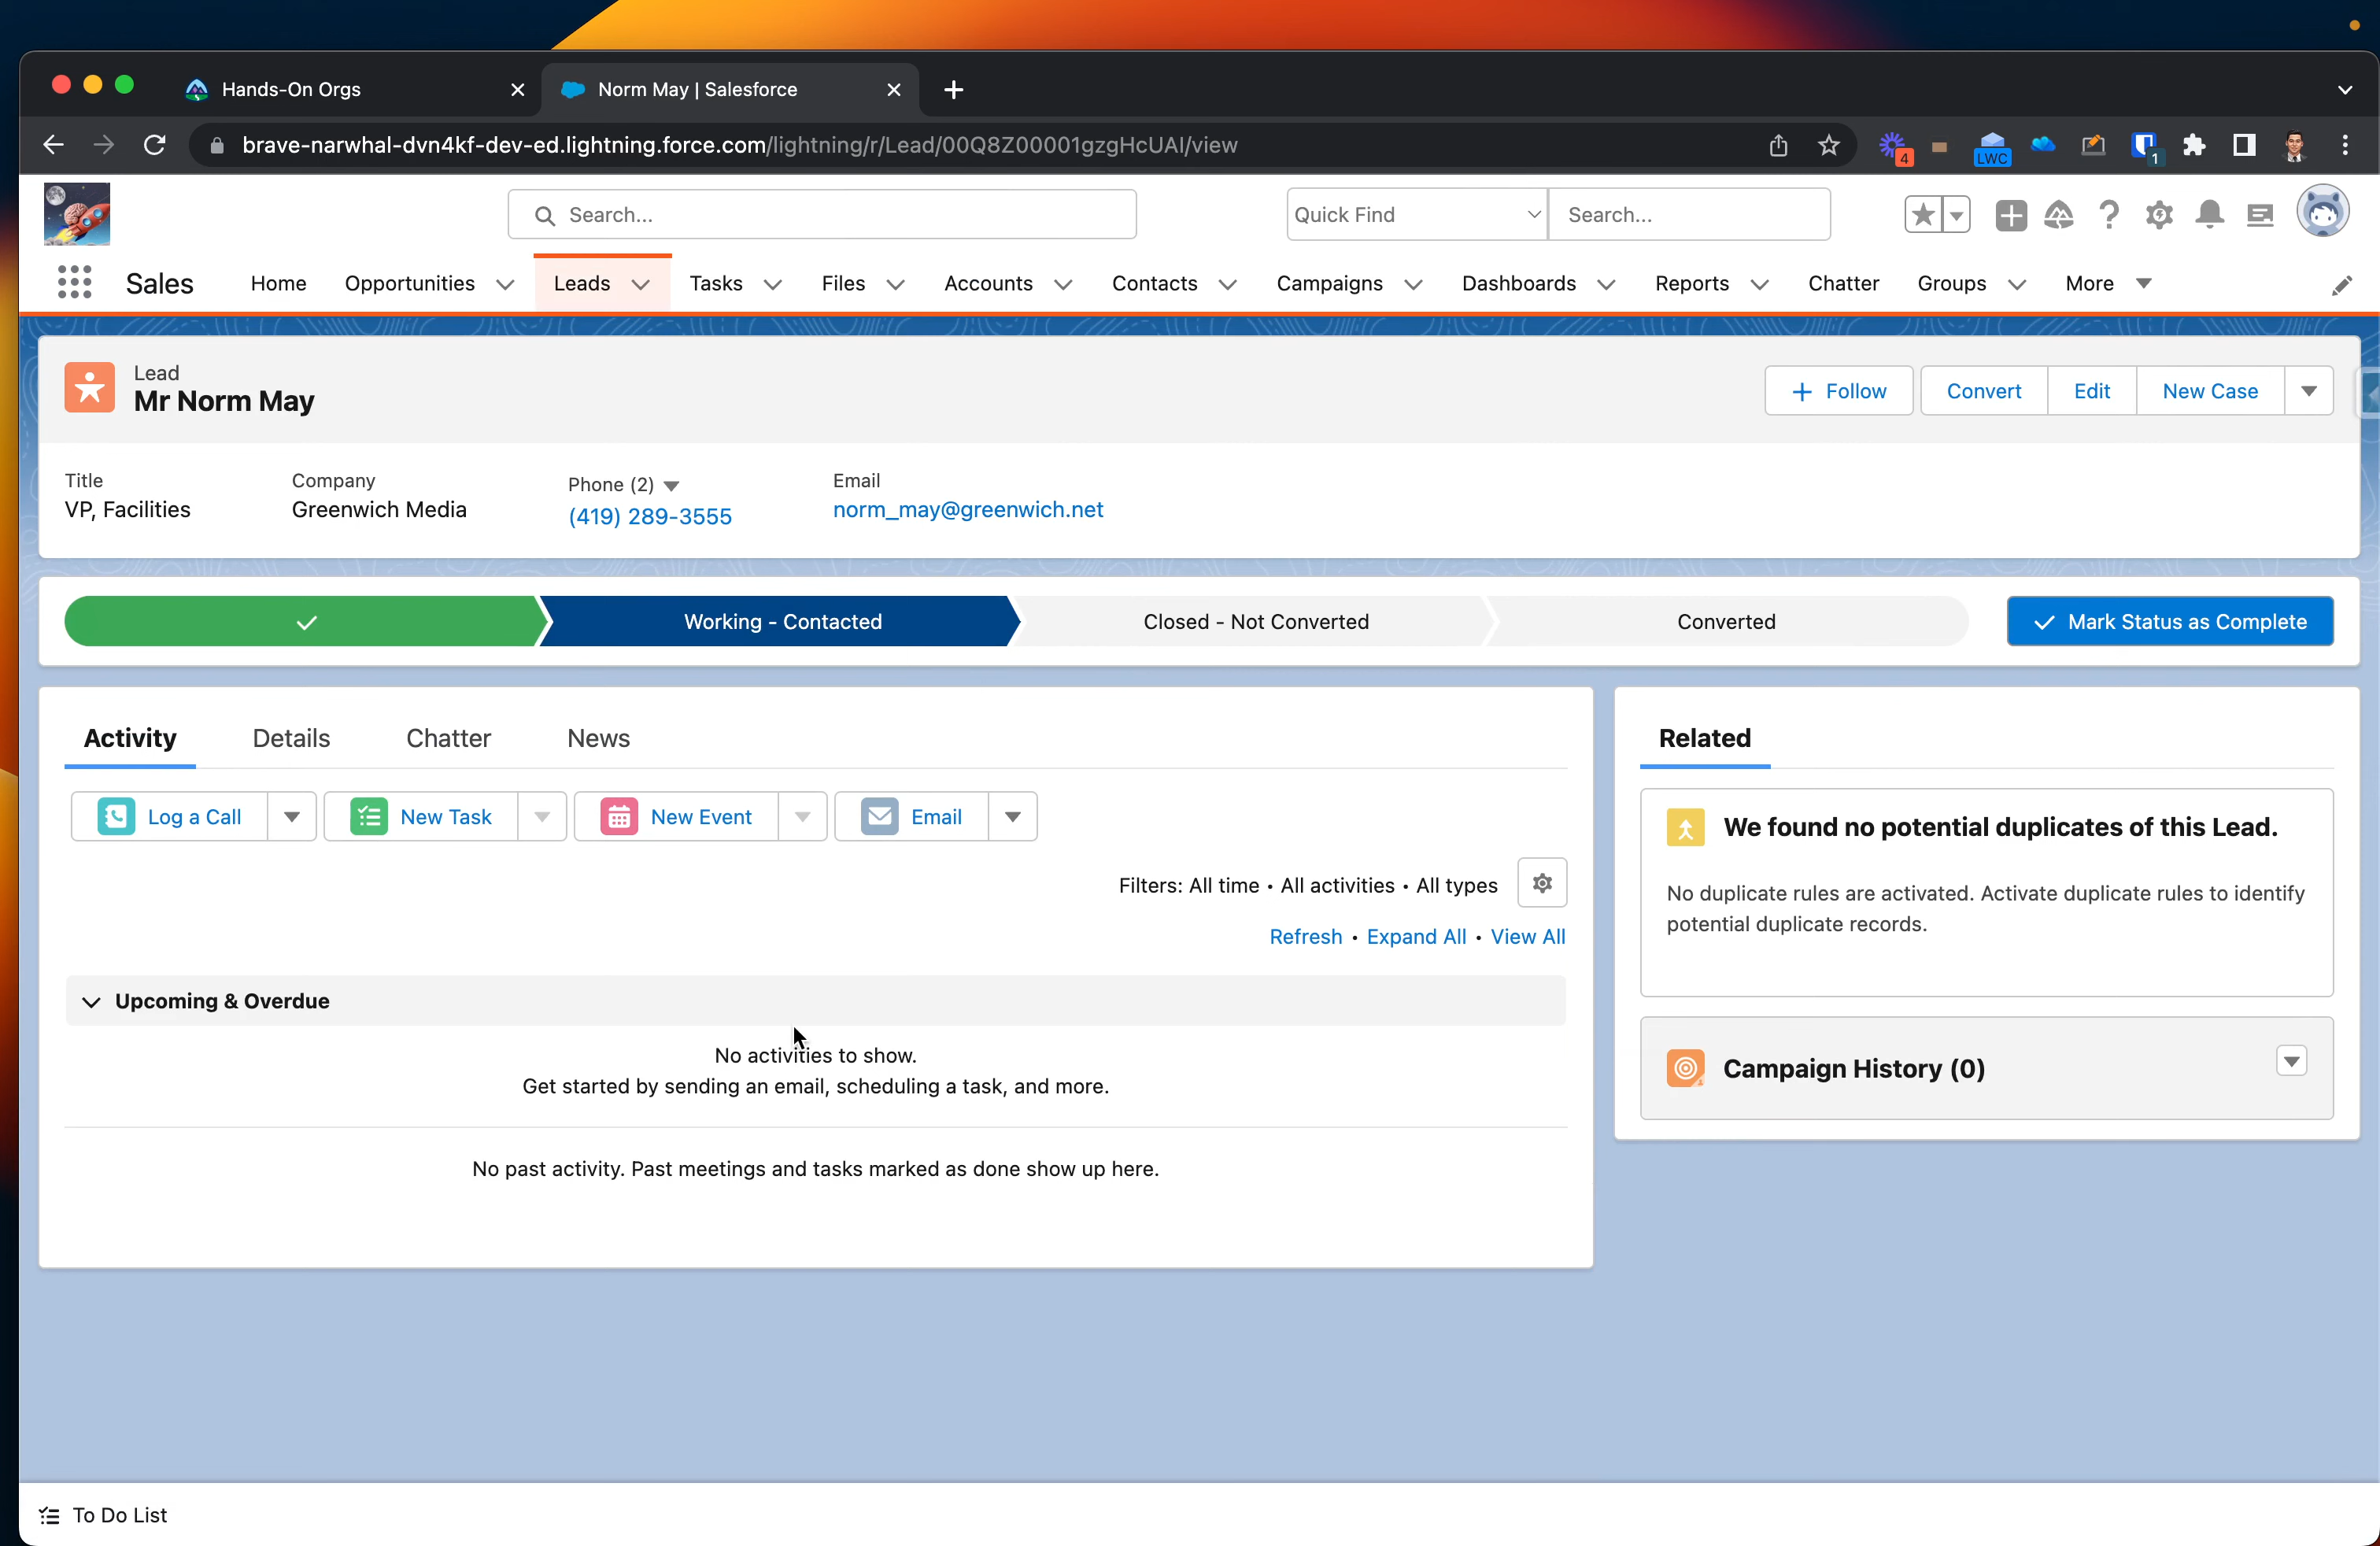 Hands-On Orgs
Norm May | Salesforce
brave-narwhal-dvn4kf-dev-ed.lightning.force.com/lightning/r/Lead/00Q8Z00001gzgHcUAI/view
4
LWC
1
Search...
Quick Find
Search...
Sales
Home
Opportunities
Leads
Tasks
Files
Accounts
Contacts
Campaigns
Dashboards
Reports
Chatter
Groups
More
Lead
Mr Norm May
Follow
Convert
Edit
New Case
Title
VP, Facilities
Company
Greenwich Media
Phone (2)
(419) 289-3555
Email
norm_may@greenwich.net
Working - Contacted
Closed - Not Converted
Converted
Mark Status as Complete
Activity
Details
Chatter
News
Log a Call
New Task
New Event
Email
Filters: All time • All activities • All types
Refresh • Expand All • View All
Upcoming & Overdue
No activities to show.
Get started by sending an email, scheduling a task, and more.
No past activity. Past meetings and tasks marked as done show up here.
Related
We found no potential duplicates of this Lead.
No duplicate rules are activated. Activate duplicate rules to identify
potential duplicate records.
Campaign History (0)
To Do List